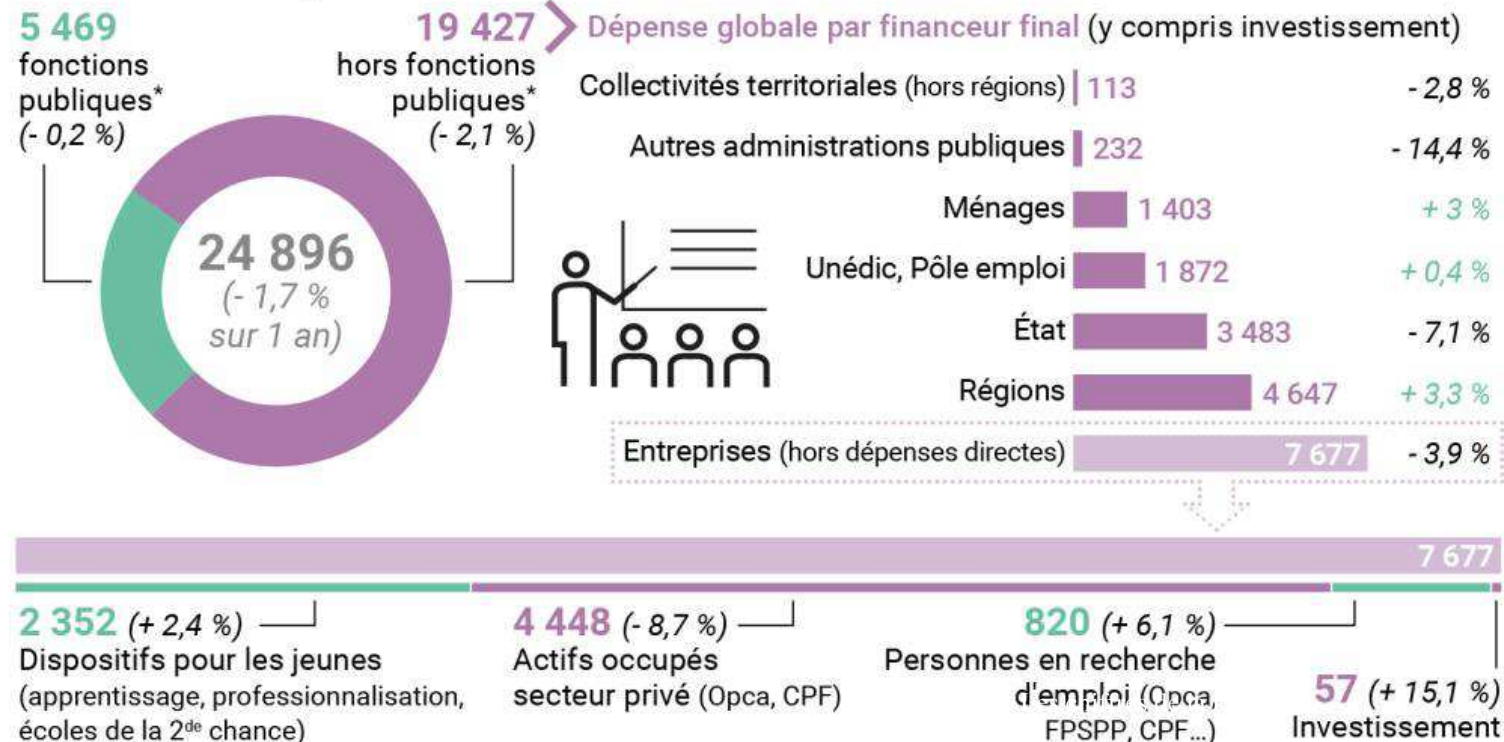 5 469
fonctions
publiques*
(- 0,2 %)
19 427
hors fonctions
publiques*
(- 2,1 %)
24 896
(- 1,7 %
sur 1 an)
Dépense globale par financeur final (y compris investissement)
Collectivités territoriales (hors régions) 113 - 2,8 %
Autres administrations publiques 232 - 14,4 %
Ménages 1 403 + 3 %
Unédic, Pôle emploi 1 872 + 0,4 %
État 3 483 - 7,1 %
Régions 4 647 + 3,3 %
Entreprises (hors dépenses directes) 7 677 - 3,9 %
7 677
2 352 (+ 2,4 %)
Dispositifs pour les jeunes
(apprentissage, professionnalisation,
écoles de la 2de chance)
4 448 (- 8,7 %)
Actifs occupés
secteur privé (Opca, CPF)
820 (+ 6,1 %)
Personnes en recherche
d'emploi (Opca,
FPSPP, CPF...)
57 (+ 15,1 %)
Investissement